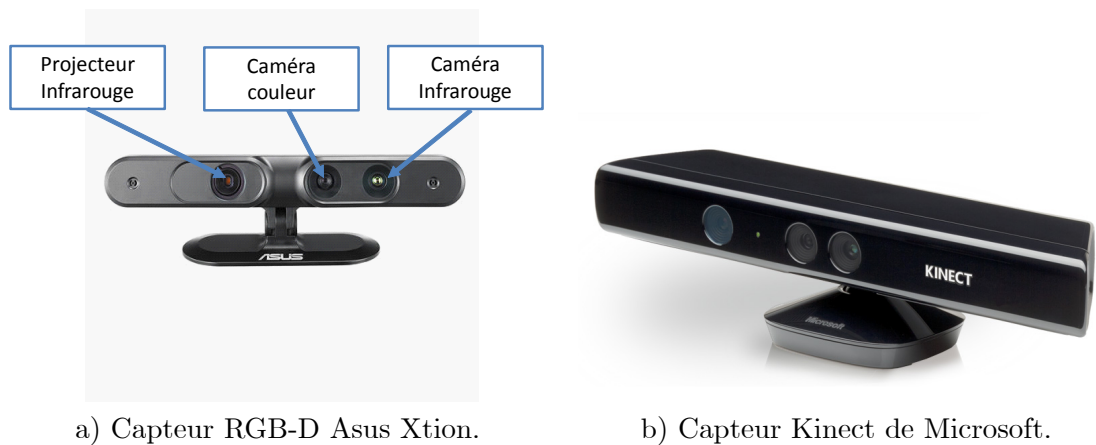 Projecteur
Infrarouge
Caméra
couleur
Caméra
Infrarouge
ASUS
KINECT
Microsoft
a) Capteur RGB-D Asus Xtion.
b) Capteur Kinect de Microsoft.